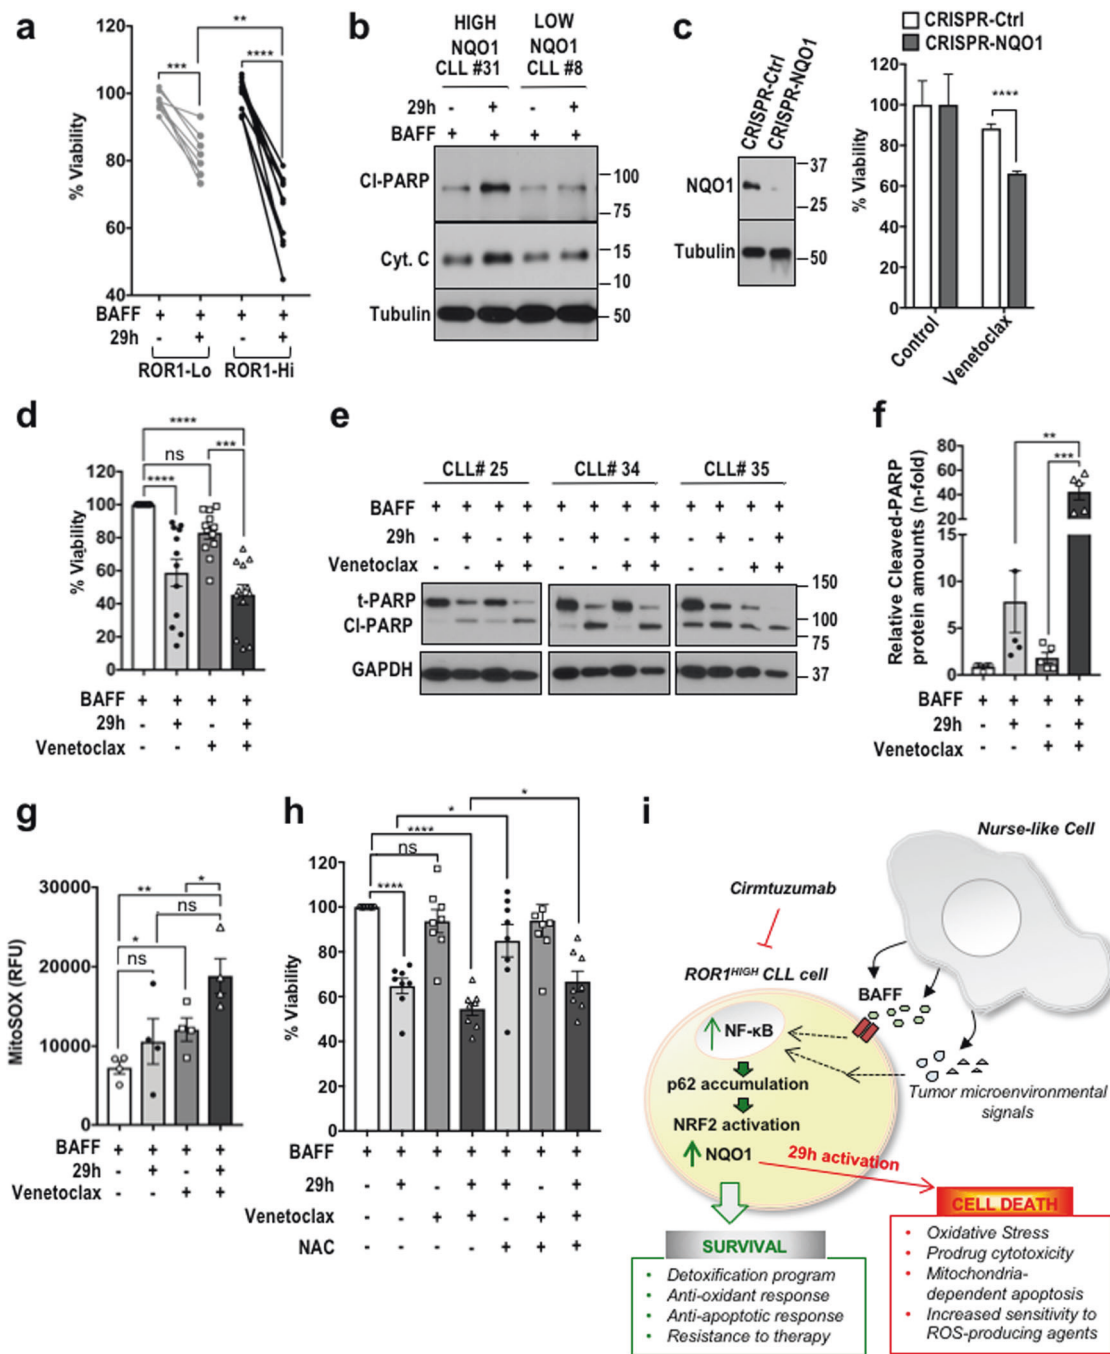 a
% Viability
120
100
80
60
40
**
***
****
BAFF + + + +
29h - + - +
ROR1-Lo ROR1-Hi
b
HIGH NQO1 CLL #31
LOW NQO1 CLL #8
29h - + - +
BAFF + + + +
Cl-PARP
100
75
Cyt. C
15
10
Tubulin
50
c
CRISPR-Ctrl
CRISPR-NQO1
NQO1
37
25
Tubulin
50
CRISPR-Ctrl
CRISPR-NQO1
% Viability
120
100
80
60
40
20
0
****
Control
Venetoclax
d
****
ns
***
****
% Viability
120
100
80
60
40
20
0
BAFF + + + +
29h - + - +
Venetoclax - - + +
e
CLL# 25 CLL# 34 CLL# 35
BAFF + + + + + + + + + + + +
29h - + - + - + - + - + - +
Venetoclax - - + + - - + + - - + +
t-PARP
Cl-PARP
GAPDH
150
100
75
37
f
**
***
Relative Cleaved-PARP
protein amounts (n-fold)
80
60
40
20
10
5
0
BAFF + + + +
29h - + - +
Venetoclax - - + +
g
*
**
ns
*
ns
MitoSOX (RFU)
30000
20000
10000
0
BAFF + + + +
29h - + - +
Venetoclax - - + +
h
*
*
****
ns
****
% Viability
120
100
80
60
40
20
0
BAFF + + + + + + +
29h - + - + + - +
Venetoclax - - + + - + +
NAC - - - - + + +
i
Nurse-like Cell
Cirmtuzumab
ROR1HIGH CLL cell
BAFF
NF-κB
p62 accumulation
NRF2 activation
NQO1
Tumor microenvironmental
signals
29h activation
CELL DEATH
• Oxidative Stress
• Prodrug cytotoxicity
• Mitochondria-
dependent apoptosis
• Increased sensitivity to
ROS-producing agents
SURVIVAL
• Detoxification program
• Anti-oxidant response
• Anti-apoptotic response
• Resistance to therapy